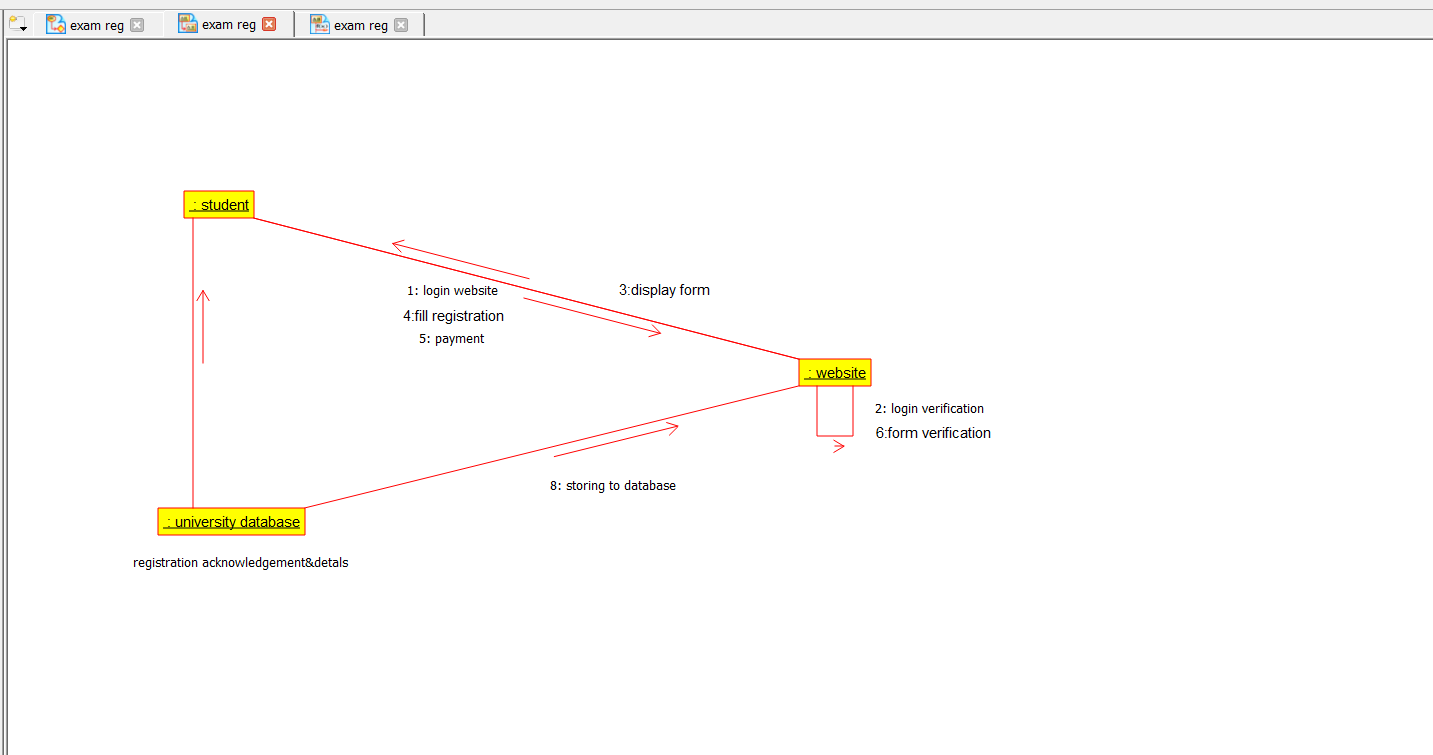 exam reg
exam reg
exam reg
: student
1: login website
3:display form
4:fill registration
5: payment
: website
2: login verification
6:form verification
8: storing to database
: university database
registration acknowledgement&detals